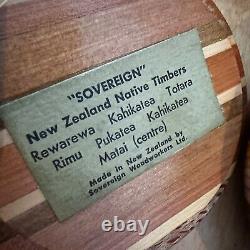 "SOVEREIGN"
New Zealand Native Timbers
Rewarewa Kahikatea Totara
Rimu Pukatea Kahikatea
Matai (centre)
Made in New Zealand by
Sovereign Woodworkers Ltd.